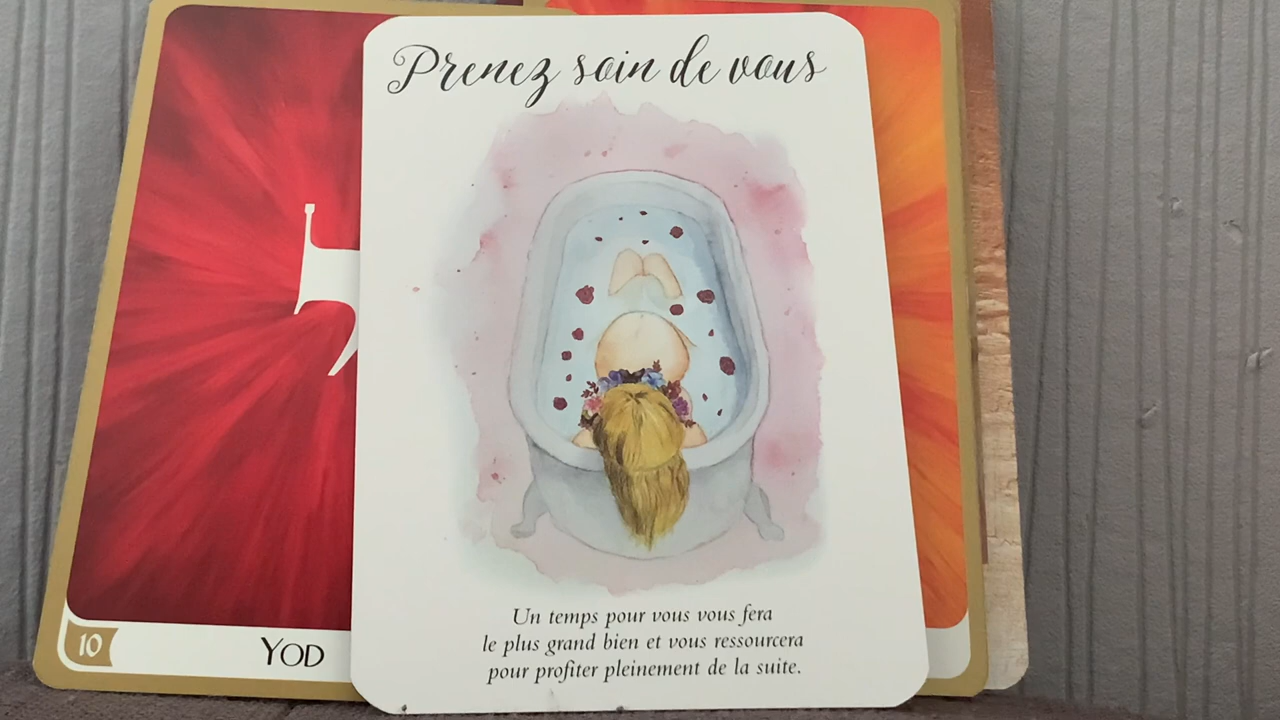 Prenez soin de vous
Un temps pour vous vous fera
le plus grand bien et vous ressourcera
pour profiter pleinement de la suite.
10
YOD